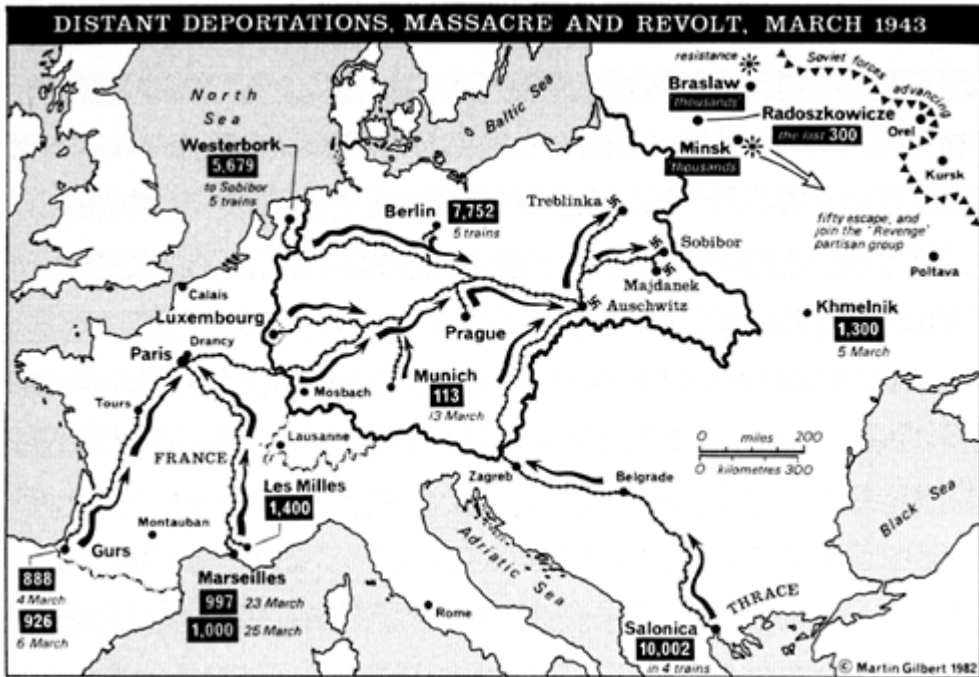 DISTANT DEPORTATIONS, MASSACRE AND REVOLT, MARCH 1943
North
Sea
Baltic Sea
resistance
Braslaw
'thousands'
Soviet forces
advancing
Radoszkowicze
the last 300
Orel
Minsk
'thousands'
Kursk
Westerbork
5,679
to Sobibor
5 trains
Berlin
7,752
5 trains
Treblinka
fifty escape, and
join the 'Revenge'
partisan group
Sobibor
Poltava
Majdanek
Auschwitz
Calais
Luxembourg
Prague
Khmelnik
1,300
5 March
Paris
Drancy
Mosbach
Munich
113
13 March
Tours
Lausanne
0 miles 200
0 kilometres 300
FRANCE
Zagreb
Belgrade
Les Milles
1,400
Black Sea
Montauban
Adriatic Sea
Gurs
888
4 March
926
6 March
Marseilles
997 23 March
1,000 25 March
Rome
THRACE
Salonica
10,002
in 4 trains
© Martin Gilbert 1982